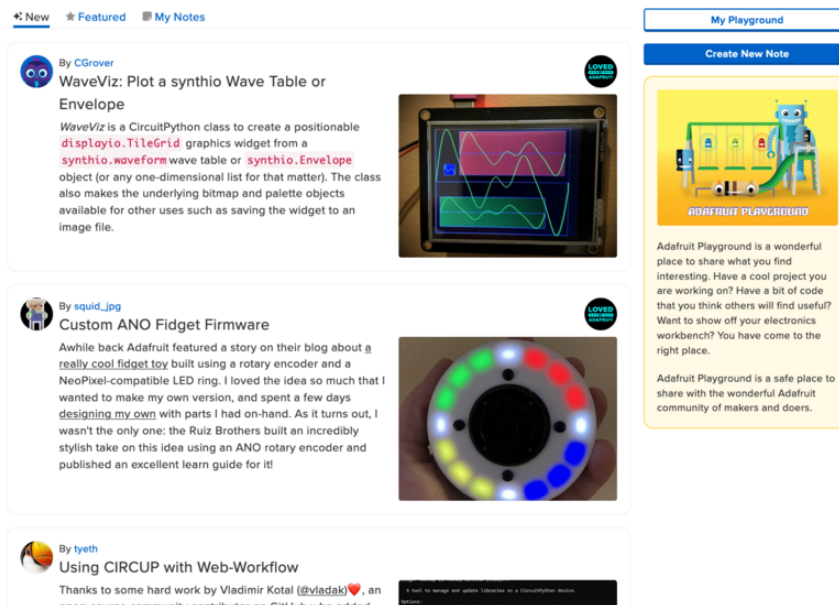 New Featured My Notes
My Playground
Create New Note
By CGrover
WaveViz: Plot a synthio Wave Table or
Envelope
LOVED
ADAFRUIT
WaveViz is a CircuitPython class to create a positionable
displayio.TileGrid graphics widget from a
synthio.waveform wave table or synthio.Envelope
object (or any one-dimensional list for that matter). The class
also makes the underlying bitmap and palette objects
available for other uses such as saving the widget to an
image file.
By squid_jpg
Custom ANO Fidget Firmware
LOVED
ADAFRUIT
Awhile back Adafruit featured a story on their blog about a
really cool fidget toy built using a rotary encoder and a
NeoPixel-compatible LED ring. I loved the idea so much that I
wanted to make my own version, and spent a few days
designing my own with parts I had on-hand. As it turns out, I
wasn't the only one: the Ruiz Brothers built an incredibly
stylish take on this idea using an ANO rotary encoder and
published an excellent learn guide for it!
By tyeth
Using CIRCUP with Web-Workflow
Thanks to some hard work by Vladimir Kotal (@vladak)❤️, an
A tool to manage and update libraries on a CircuitPython device.
Options:
ADAFRUIT PLAYGROUND
Adafruit Playground is a wonderful
place to share what you find
interesting. Have a cool project you
are working on? Have a bit of code
that you think others will find useful?
Want to show off your electronics
workbench? You have come to the
right place.
Adafruit Playground is a safe place to
share with the wonderful Adafruit
community of makers and doers.